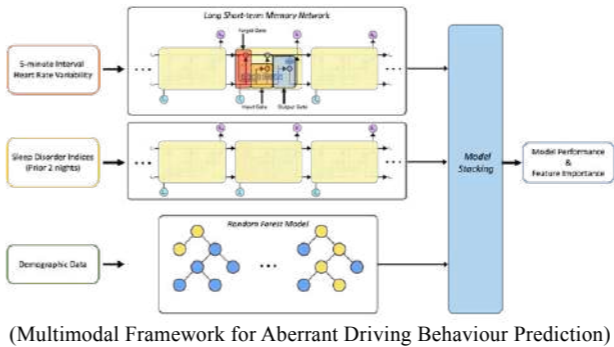 Long Short-term Memory Network
Forget Gate
5-minute Interval
Heart Rate Variability
Input Gate
Output Gate
Sleep Disorder Indices
(Prior 2 nights)
Model
Stacking
Model Performance
&
Feature Importance
Random Forest Model
Demographic Data
(Multimodal Framework for Aberrant Driving Behaviour Prediction)